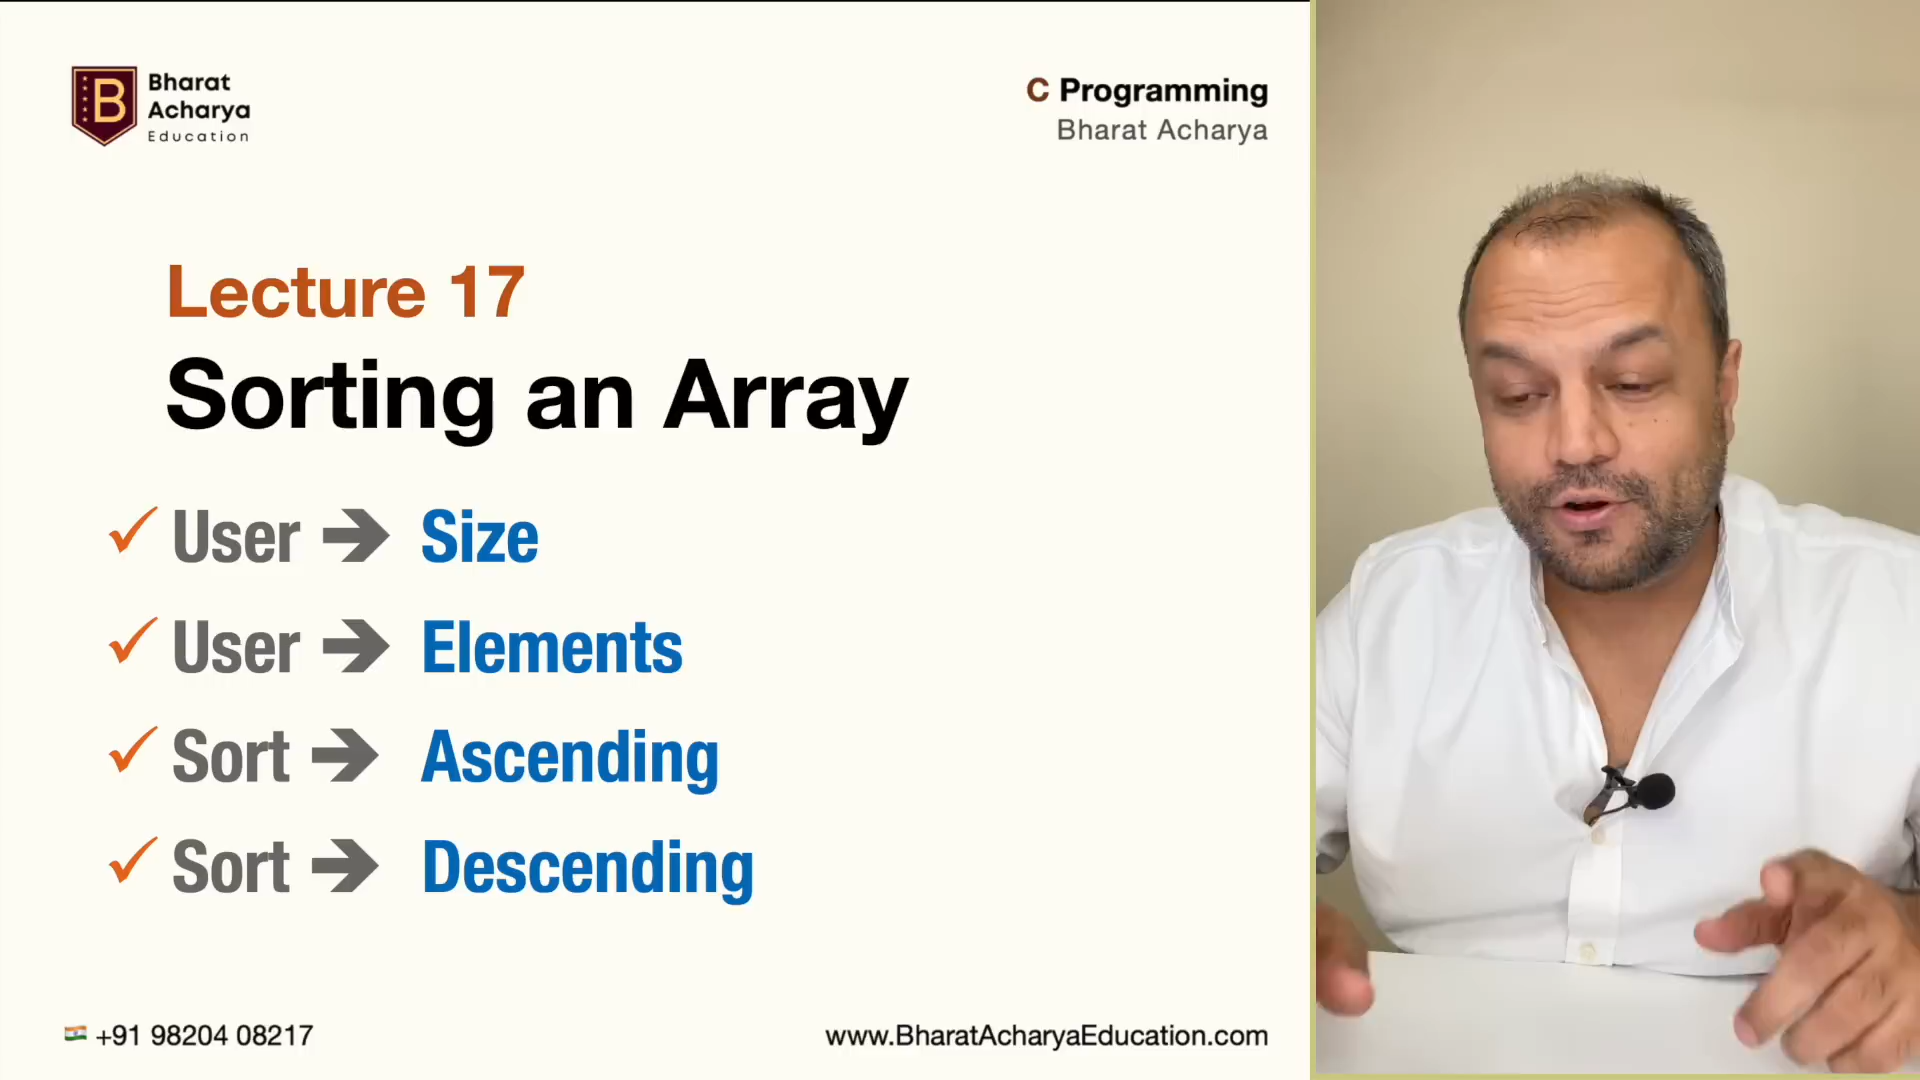 Bharat
Acharya
Education
C Programming
Bharat Acharya
Lecture 17
Sorting an Array
✓ User ➔ Size
✓ User ➔ Elements
✓ Sort ➔ Ascending
✓ Sort ➔ Descending
+91 98204 08217
www.BharatAcharyaEducation.com